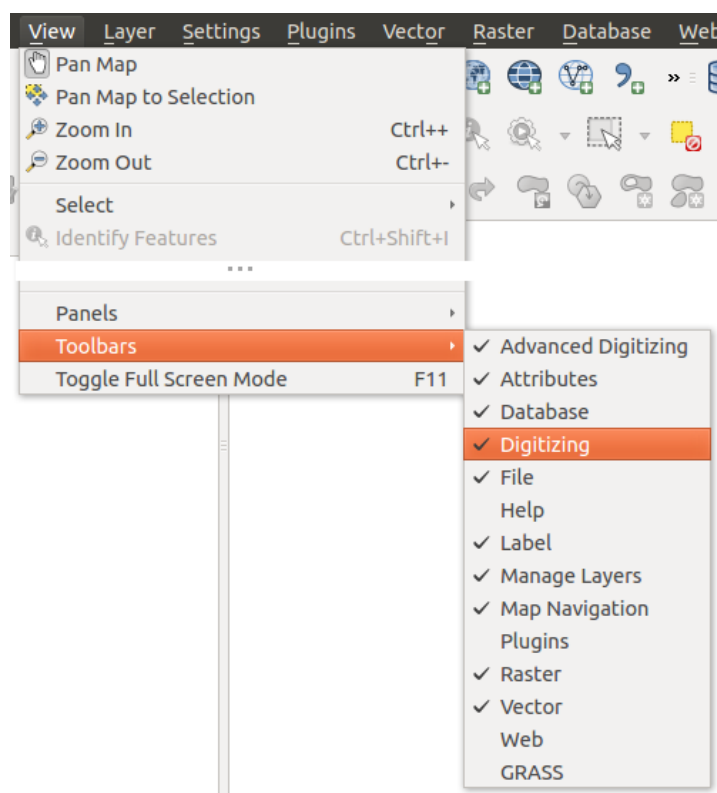 View Layer Settings Plugins Vector Raster Database Web
Pan Map
Pan Map to Selection
Zoom In Ctrl++
Zoom Out Ctrl+-
Select
Identify Features Ctrl+Shift+I
...
Panels
Toolbars
Toggle Full Screen Mode F11
Advanced Digitizing
Attributes
Database
Digitizing
File
Help
Label
Manage Layers
Map Navigation
Plugins
Raster
Vector
Web
GRASS